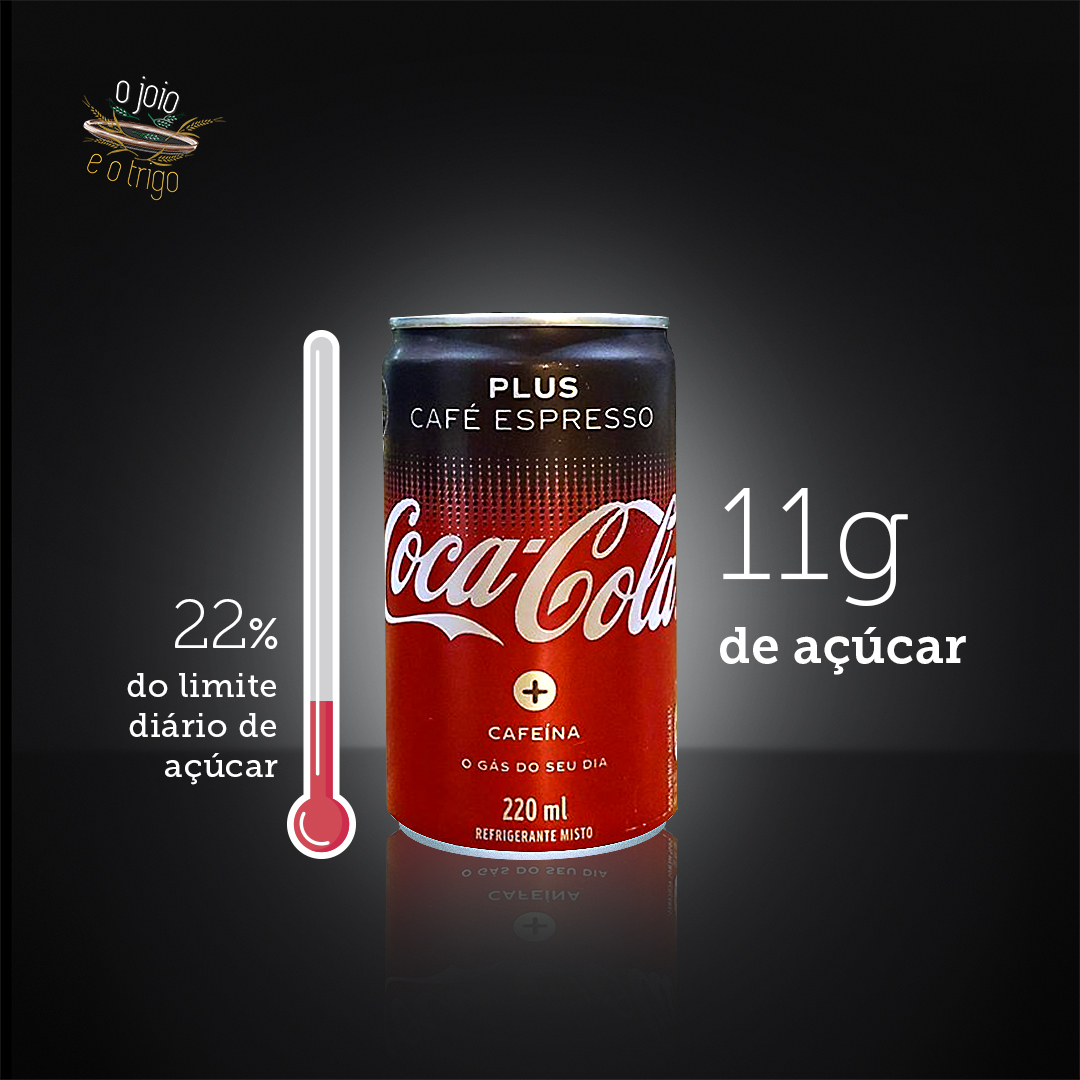 o joio
e o trigo
PLUS
CAFÉ ESPRESSO
Coca-Cola
+
CAFEÍNA
O GÁS DO SEU DIA
220 ml
REFRIGERANTE MISTO
22%
do limite
diário de
açúcar
11g
de açúcar